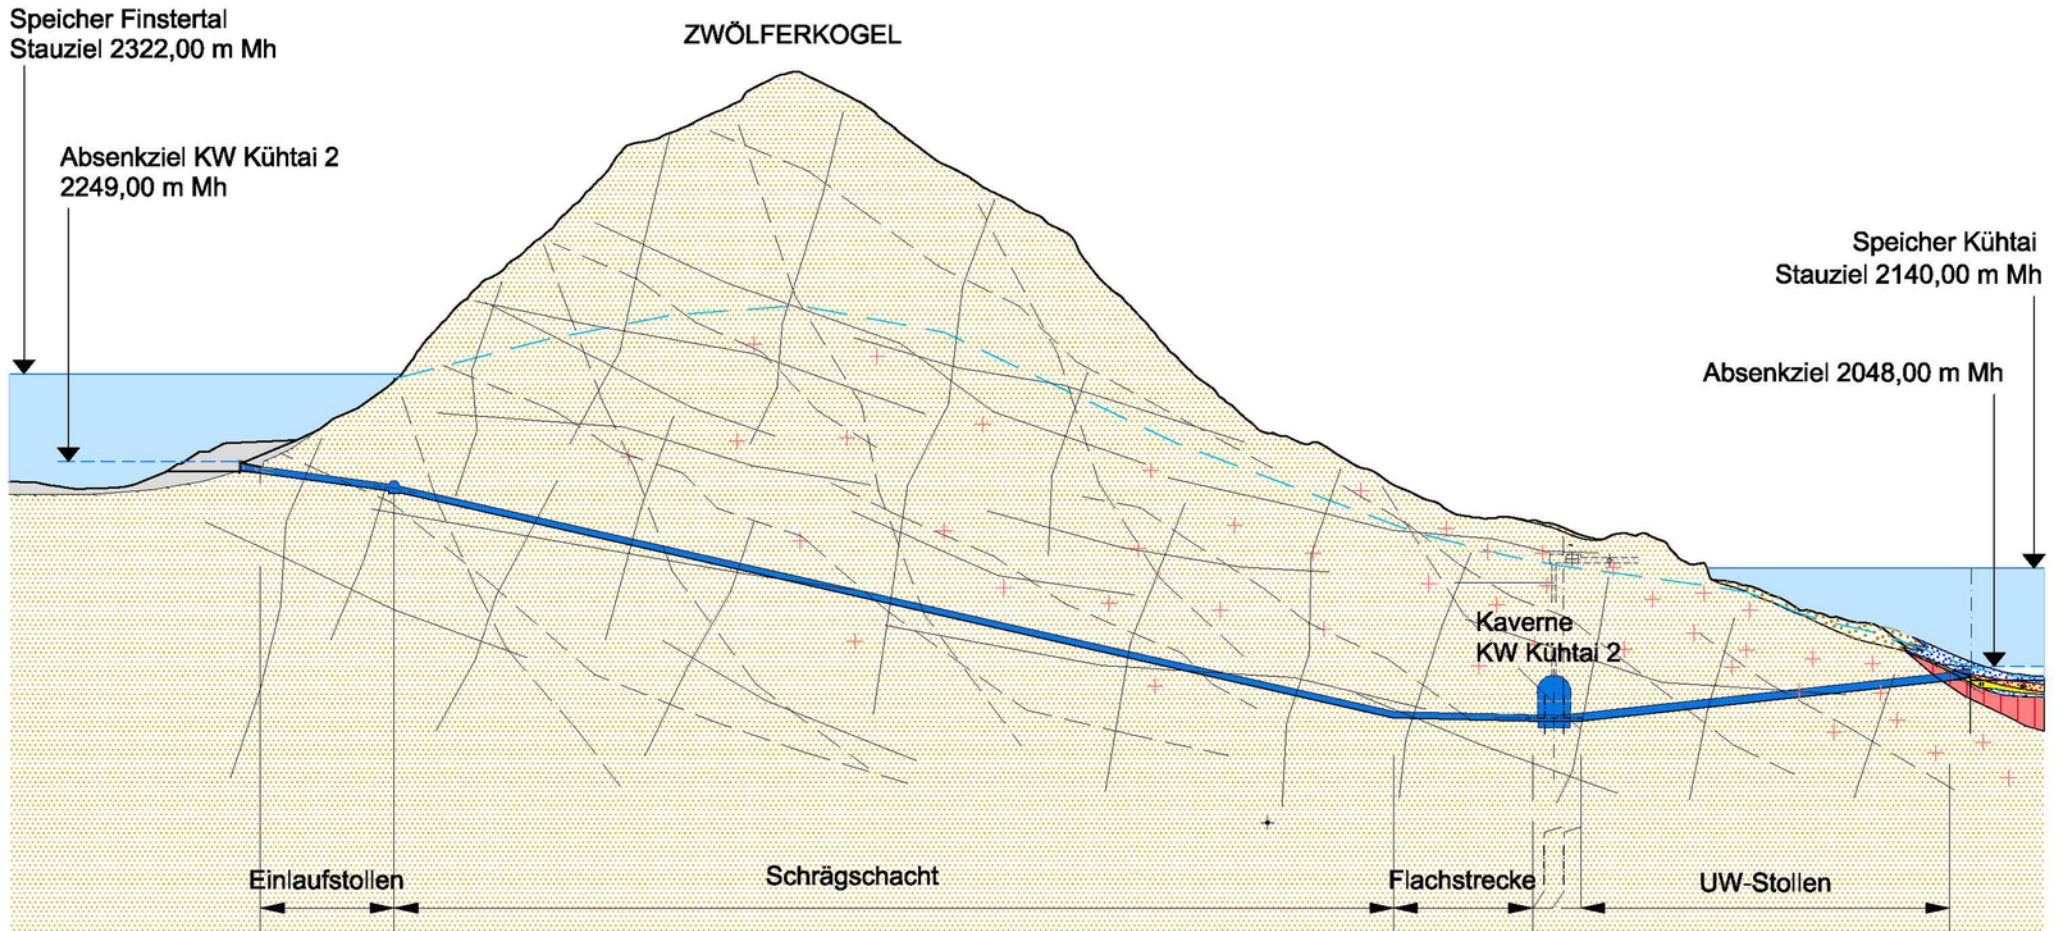 Speicher Finstertal
Stauziel 2322,00 m Mh
ZWÖLFERKOGEL
Absenkziel KW Kühtai 2
2249,00 m Mh
Speicher Kühtai
Stauziel 2140,00 m Mh
Absenkziel 2048,00 m Mh
Kaverne
KW Kühtai 2
Einlaufstollen
Schrägschacht
Flachstrecke
UW-Stollen